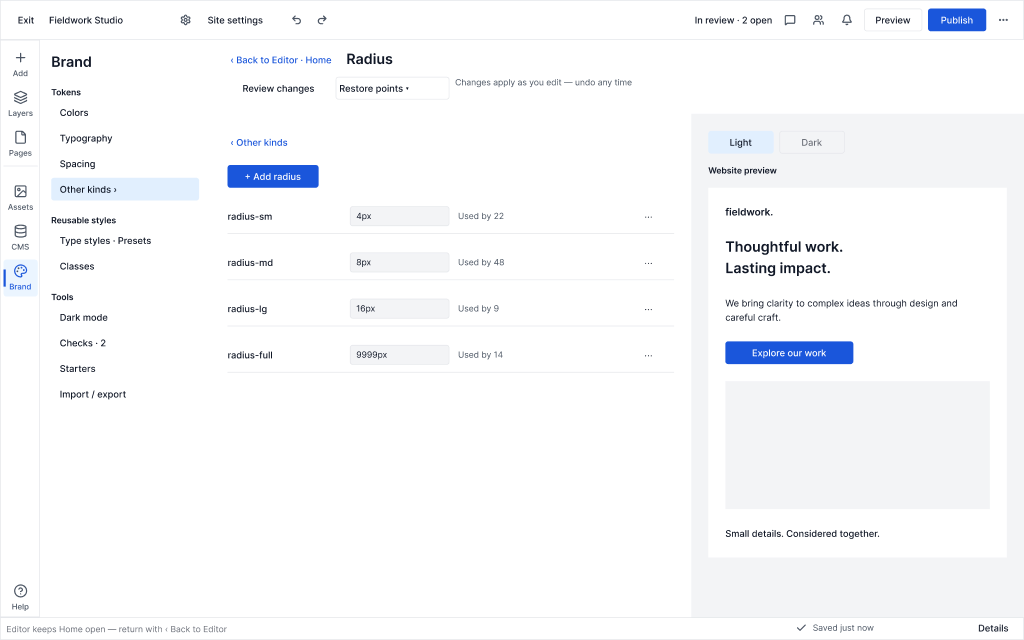 Exit
Fieldwork Studio
Site settings
In review · 2 open
Preview
Publish
Add
Layers
Pages
Assets
CMS
Brand
Help
Brand
Tokens
Colors
Typography
Spacing
Other kinds ›
Reusable styles
Type styles · Presets
Classes
Tools
Dark mode
Checks · 2
Starters
Import / export
‹ Back to Editor · Home
Radius
Review changes
Restore points ▾
Changes apply as you edit — undo any time
‹ Other kinds
+ Add radius
radius-sm 4px Used by 22 ...
radius-md 8px Used by 48 ...
radius-lg 16px Used by 9 ...
radius-full 9999px Used by 14 ...
Light
Dark
Website preview
fieldwork.
Thoughtful work.
Lasting impact.
We bring clarity to complex ideas through design and
careful craft.
Explore our work
Small details. Considered together.
Editor keeps Home open — return with ‹ Back to Editor
Saved just now
Details